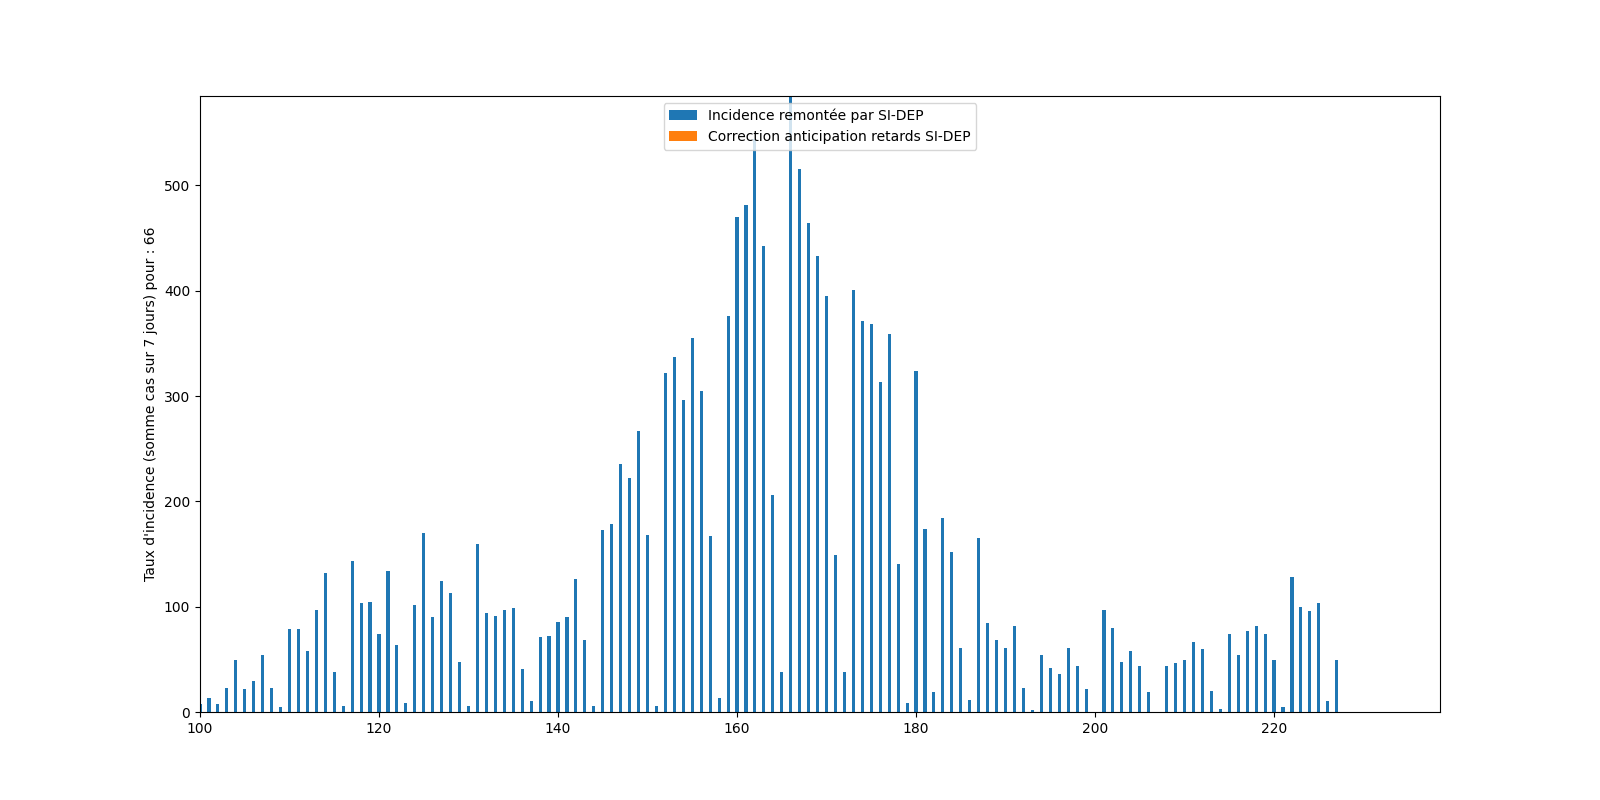 Incidence remontée par SI-DEP
Correction anticipation retards SI-DEP
Taux d'incidence (somme cas sur 7 jours) pour : 66
500
400
300
200
100
0
100 120 140 160 180 200 220